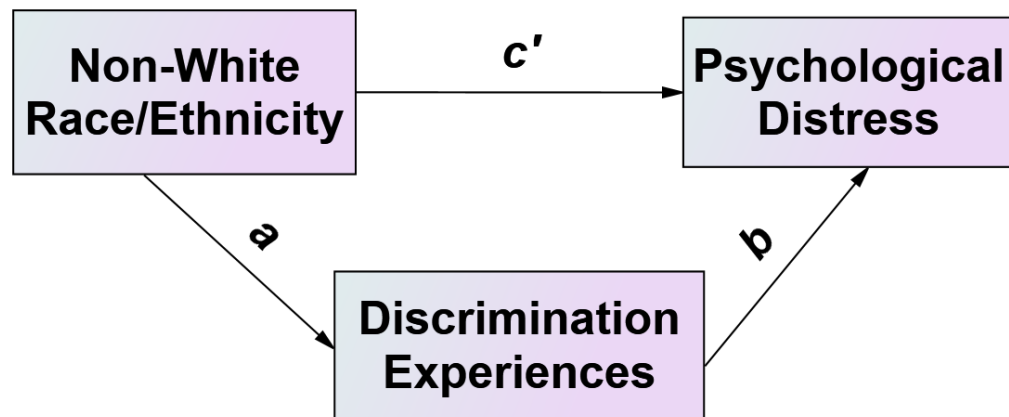 Non-White
Race/Ethnicity
c'
Psychological
Distress
a
b
Discrimination
Experiences